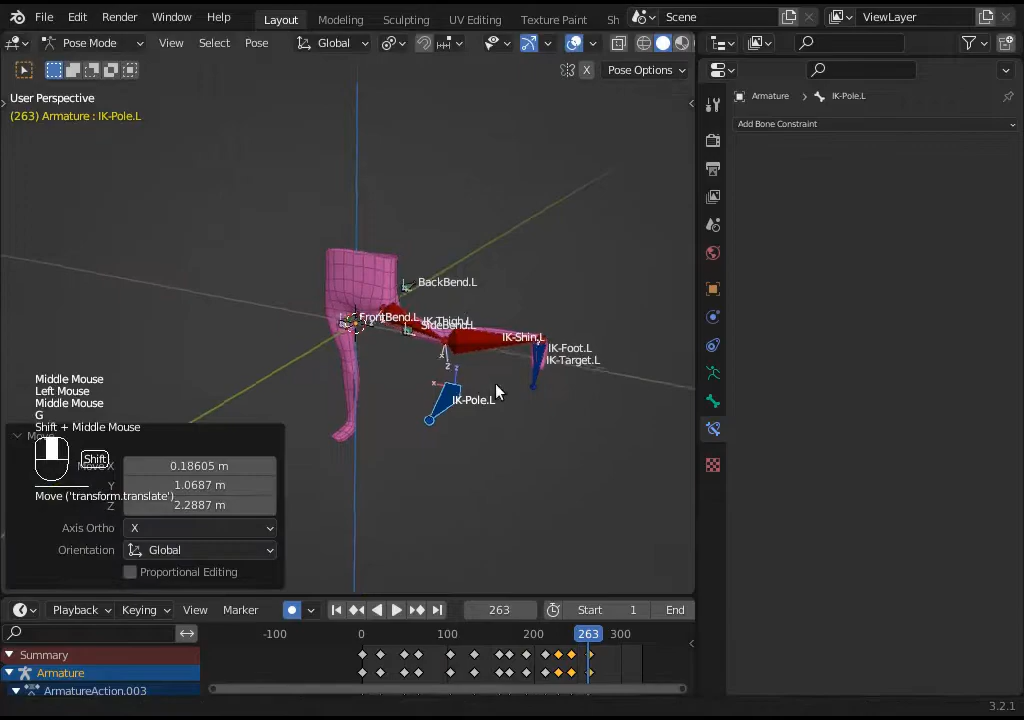 File Edit Render Window Help Layout Modeling Sculpting UV Editing Texture Paint Sh Scene ViewLayer
Pose Mode View Select Pose Global
X Pose Options
User Perspective
(263) Armature : IK-Pole.L
Armature > IK-Pole.L
Add Bone Constraint
BackBend.L
FrontBend.L
IK-Thigh.L
SideBend.L
IK-Shin.L
IK-Foot.L
IK-Target.L
x
z
z
x
IK-Pole.L
Middle Mouse
Left Mouse
Middle Mouse
G
Shift + Middle Mouse
Move
Shift
Move X 0.18605 m
Y 1.0687 m
Move ('transform.translate')
Z 2.2887 m
Axis Ortho X
Orientation Global
Proportional Editing
Playback Keying View Marker 263 Start 1 End
-100 0 100 200 263 300
Summary
Armature
ArmatureAction.003
3.2.1